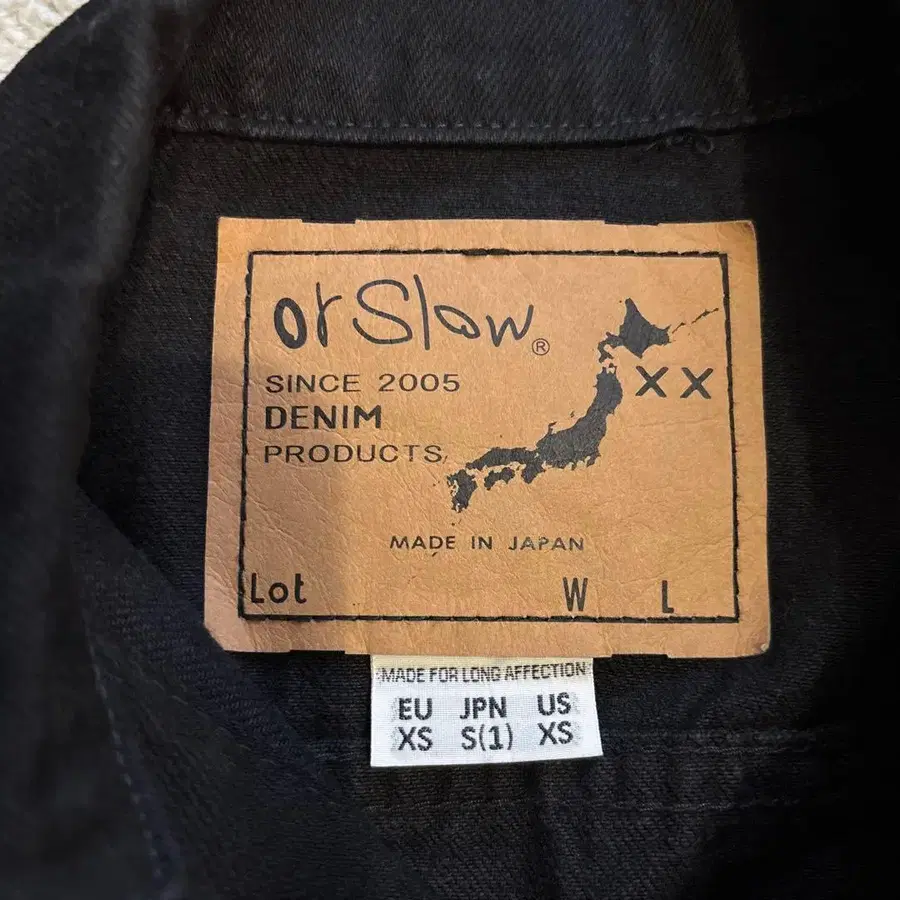 orSlow®
SINCE 2005
DENIM
PRODUCTS
XX
MADE IN JAPAN
Lot W L
MADE FOR LONG AFFECTION
EU JPN US
XS S(1) XS